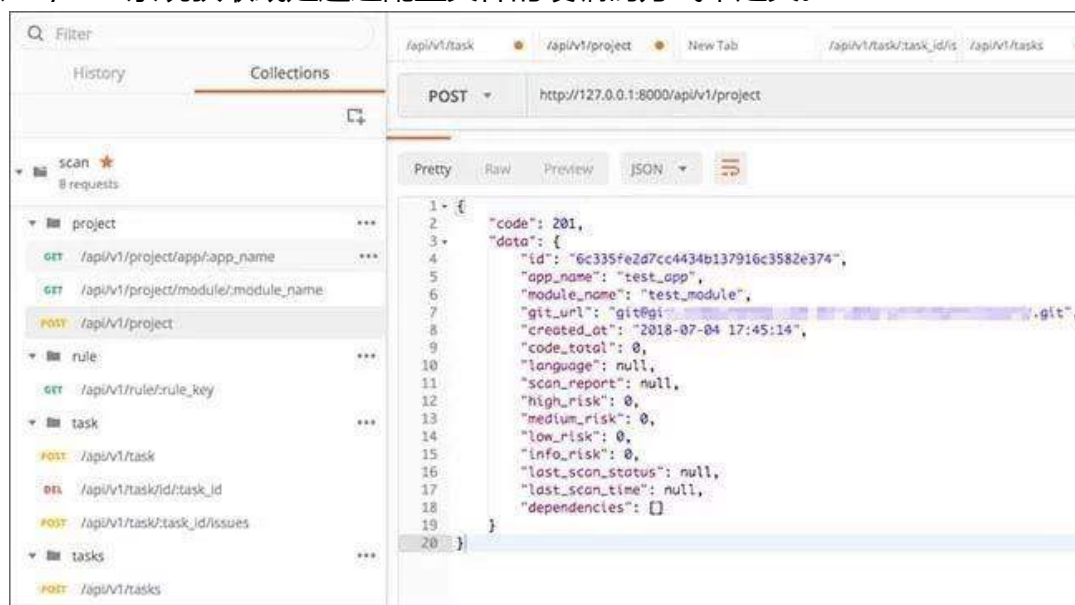 Filter
History Collections
scan
8 requests
project
GET /api/v1/project/app/:app_name
GET /api/v1/project/module/:module_name
POST /api/v1/project
rule
GET /api/v1/rule/:rule_key
task
POST /api/v1/task
DEL /api/v1/task/id/:task_id
POST /api/v1/task/:task_id/issues
tasks
POST /api/v1/tasks
/api/v1/task /api/v1/project New Tab /api/v1/task/:task_id/is /api/v1/tasks
POST http://127.0.0.1:8000/api/v1/project
Pretty Raw Preview JSON
1 {
2 "code": 201,
3 "data": {
4 "id": "6c335fe2d7cc4434b137916c3582e374",
5 "app_name": "test_app",
6 "module_name": "test_module",
7 "git_url": "git@gi .git",
8 "created_at": "2018-07-04 17:45:14",
9 "code_total": 0,
10 "language": null,
11 "scan_report": null,
12 "high_risk": 0,
13 "medium_risk": 0,
14 "low_risk": 0,
15 "info_risk": 0,
16 "last_scan_status": null,
17 "last_scan_time": null,
18 "dependencies": []
19 }
20 }